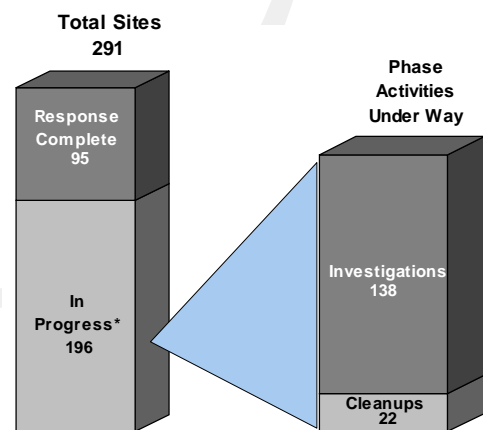 Total Sites
291
Response
Complete
95
In
Progress*
196
Phase
Activities
Under Way
Investigations
138
Cleanups
22